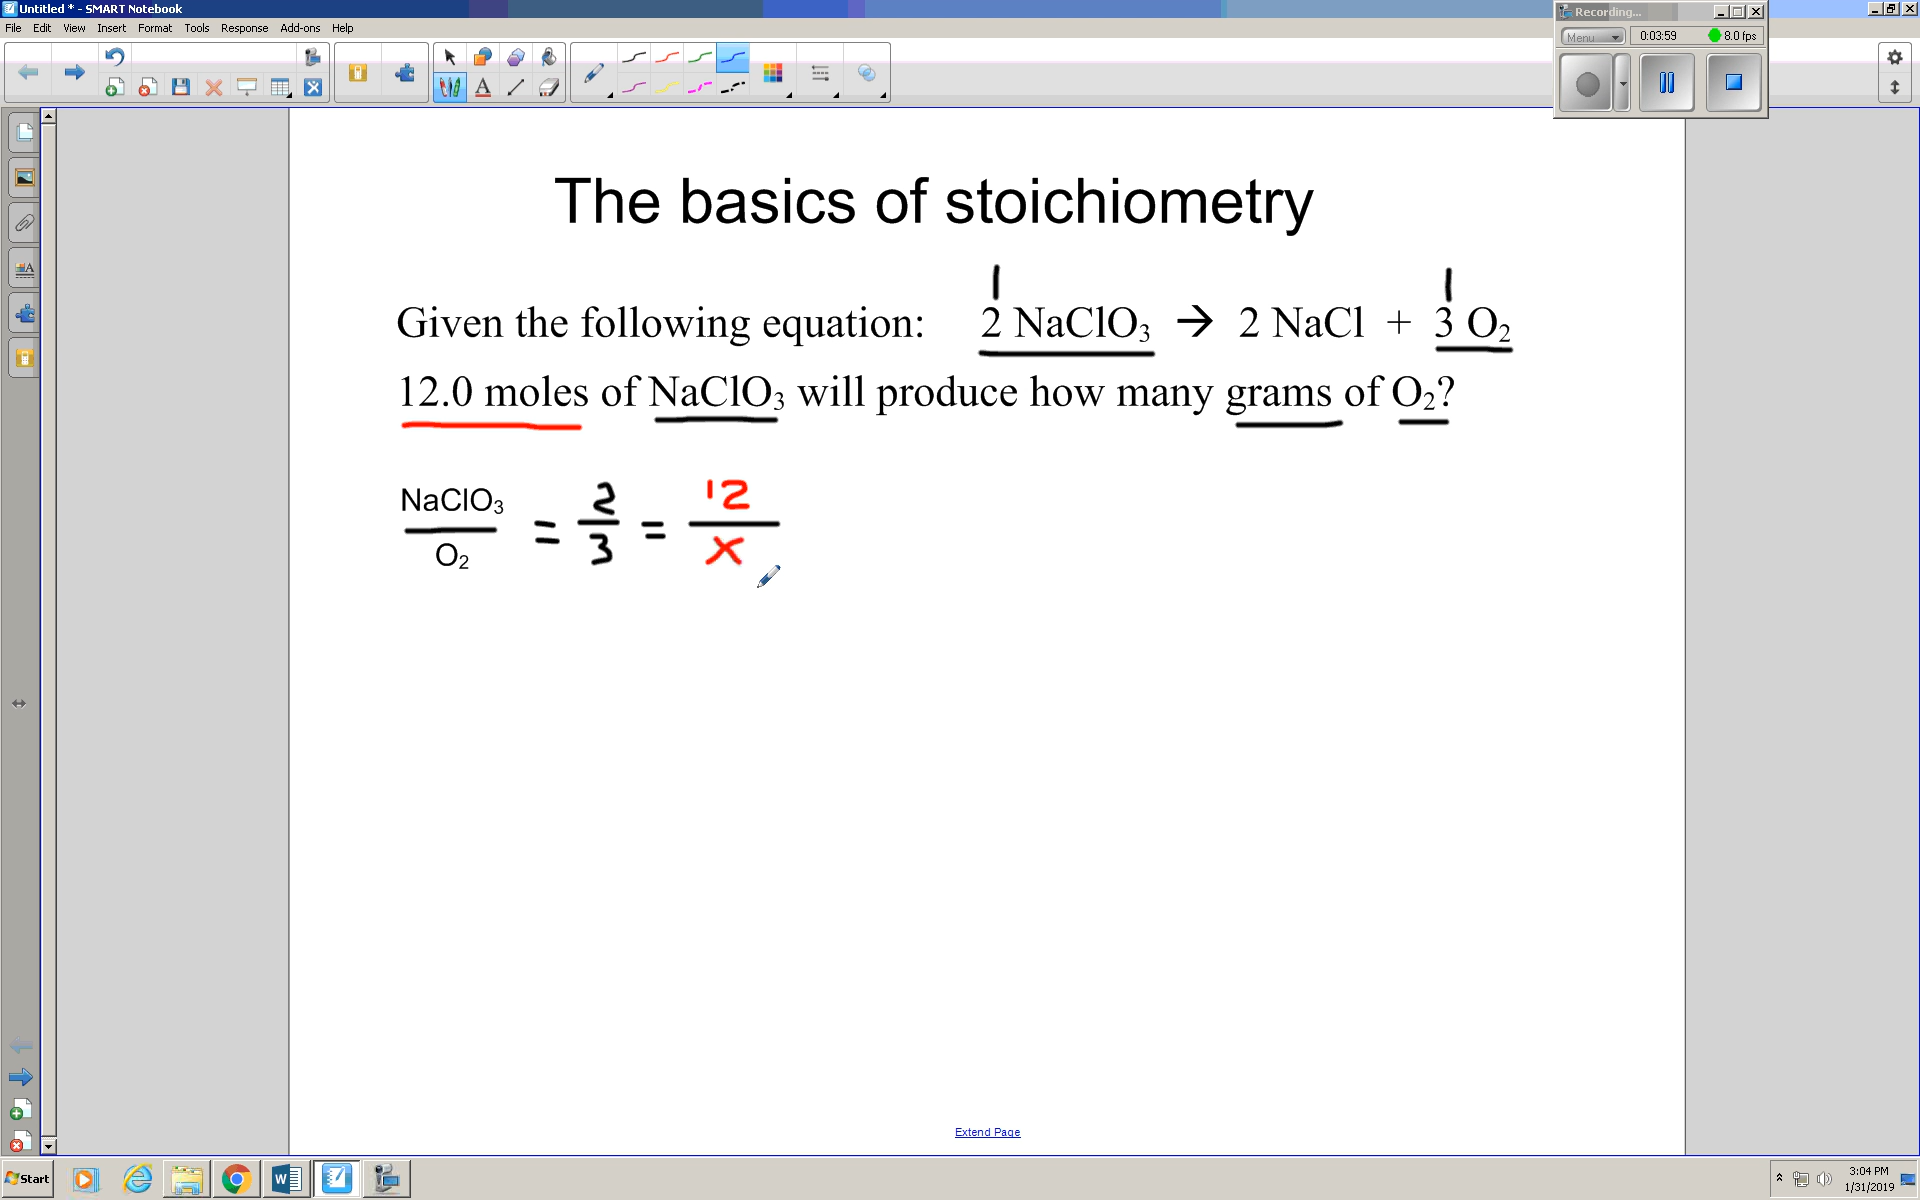 Untitled * - SMART Notebook
Recording...
File Edit View Insert Format Tools Response Add-ons Help
Menu 0:03:59 8.0 fps
The basics of stoichiometry
1 1
Given the following equation: 2 NaClO₃ → 2 NaCl + 3 O₂
12.0 moles of NaClO₃ will produce how many grams of O₂?
NaClO₃ = 2 = 12
O₂ 3 x
Extend Page
Start
3:04 PM
1/31/2019